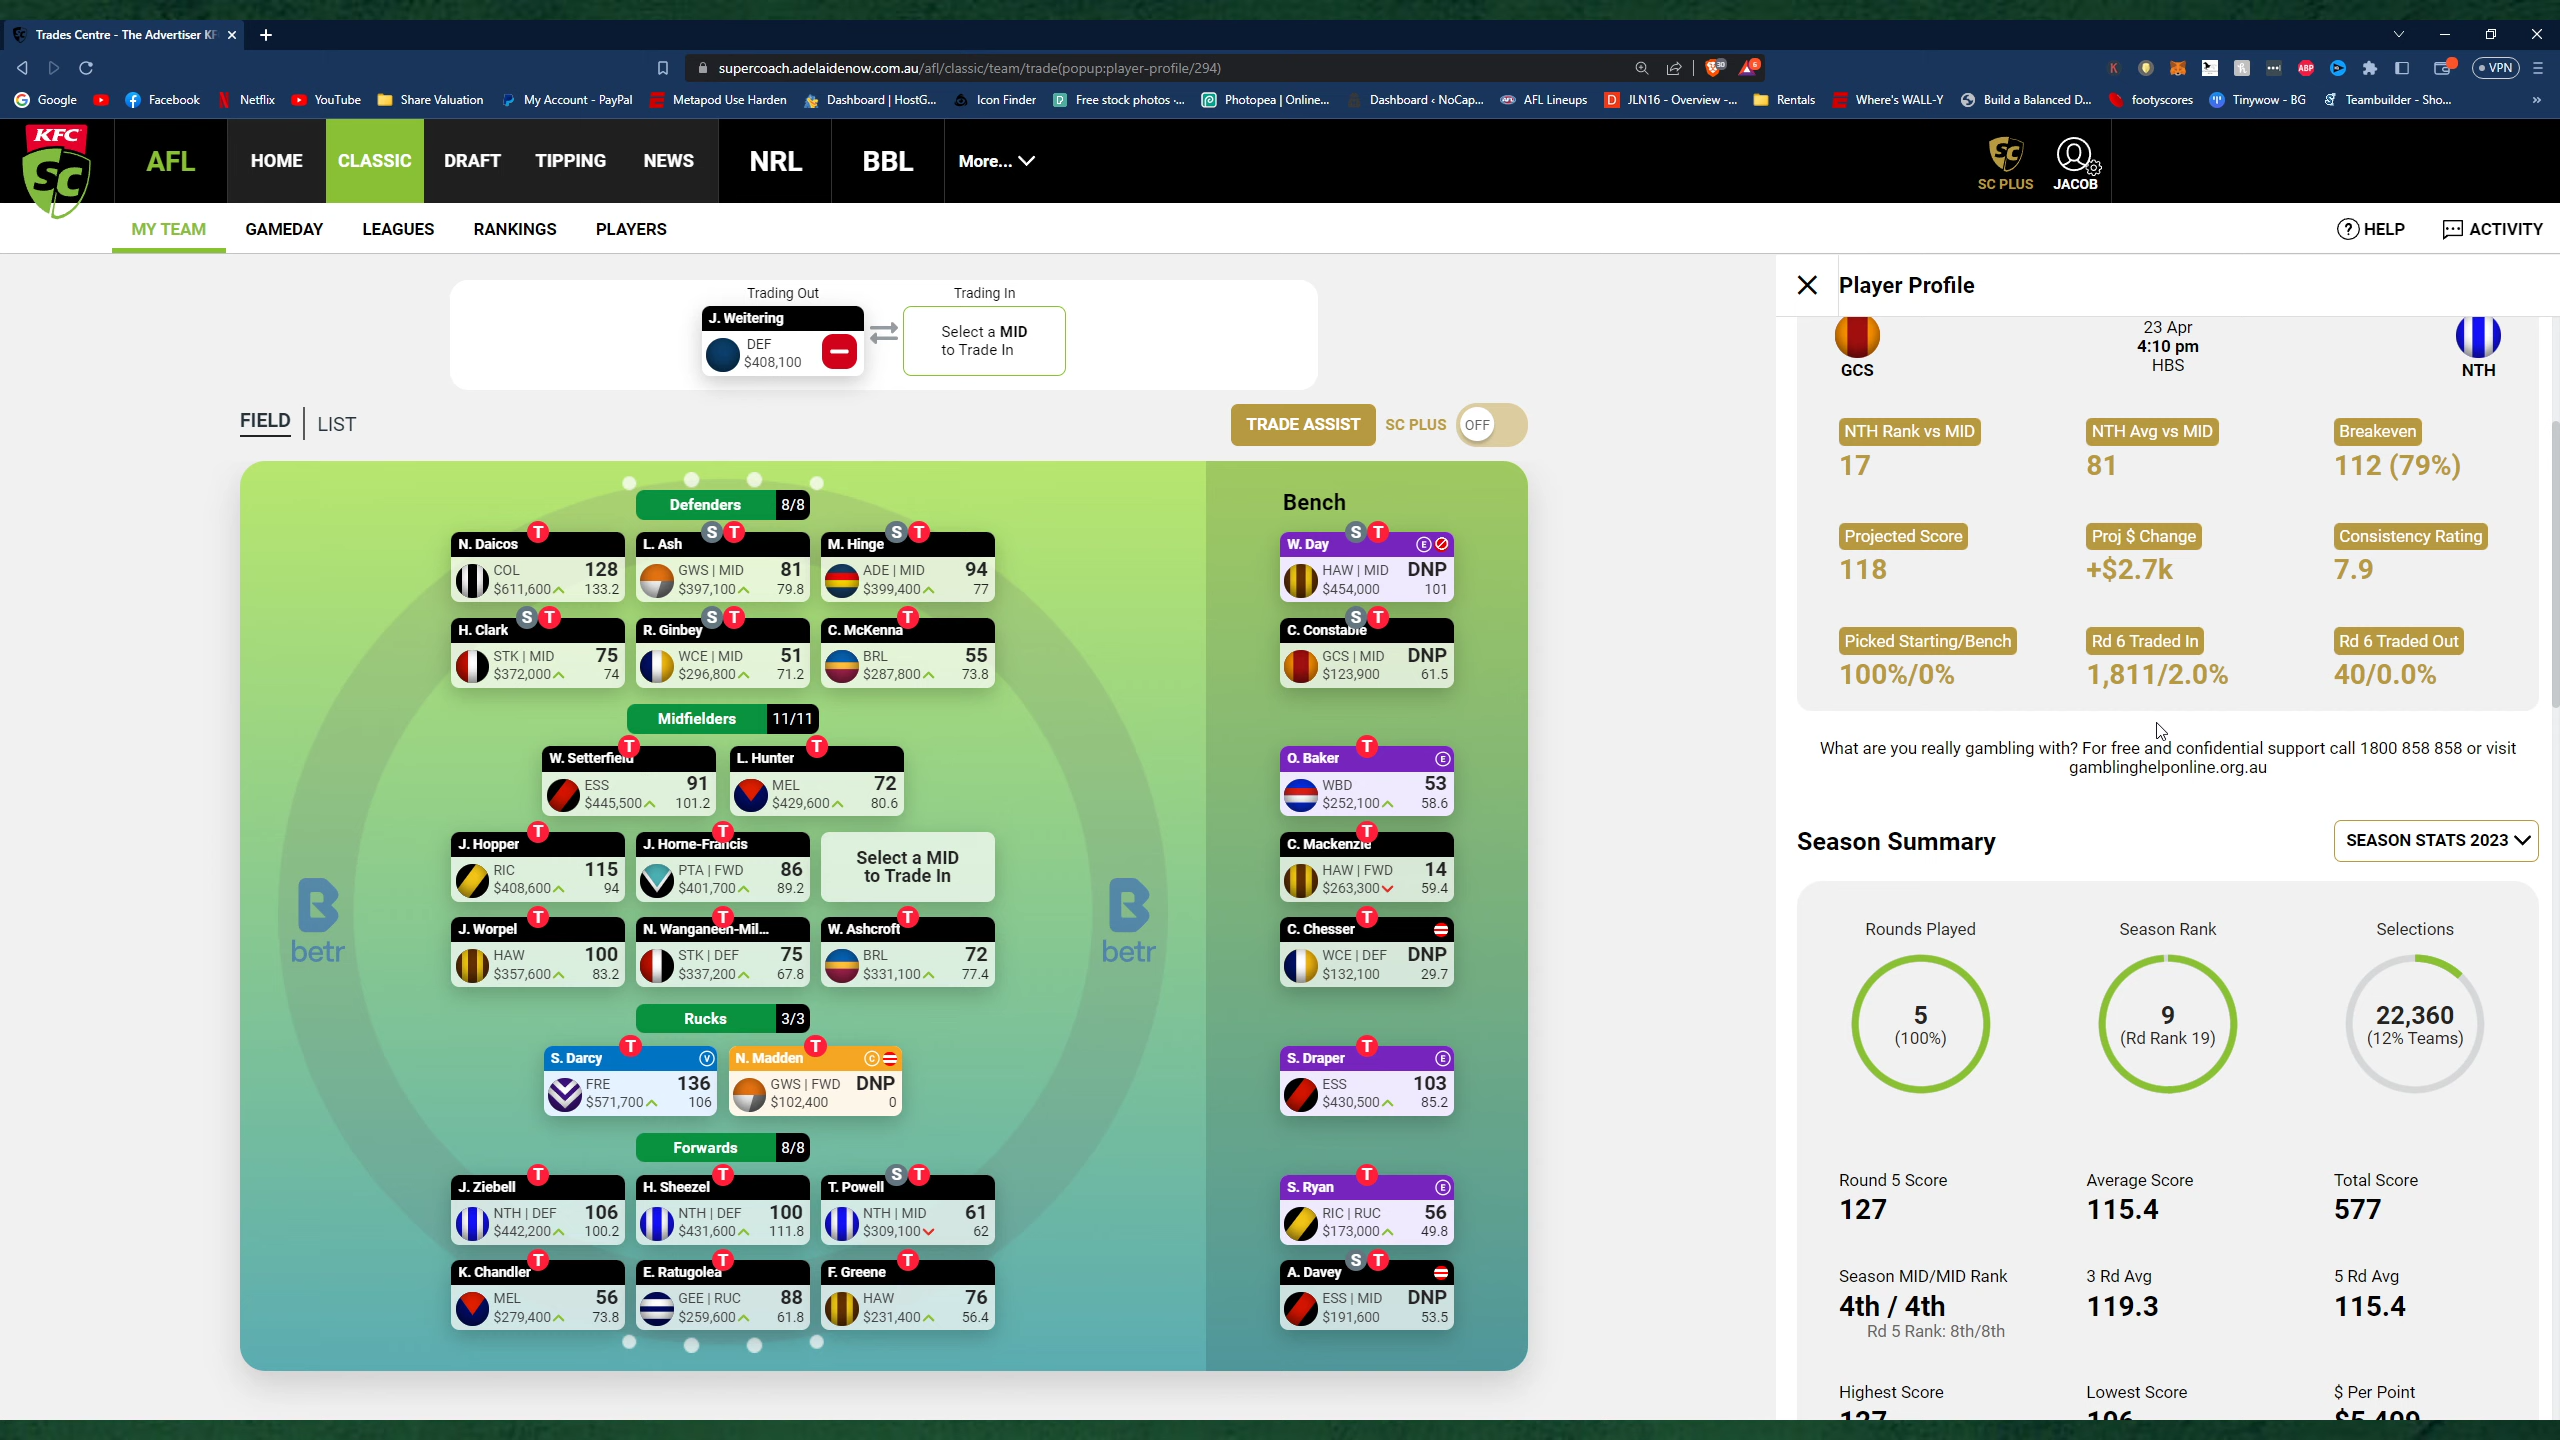 Trades Centre - The Advertiser KF
supercoach.adelaidenow.com.au/afl/classic/team/trade(popup:player-profile/294)
VPN
Google Facebook Netflix YouTube Share Valuation My Account - PayPal Metapod Use Harden Dashboard | HostG... Icon Finder Free stock photos -... Photopea | Online... Dashboard ‹ NoCap... AFL Lineups JLN16 - Overview -... Rentals Where's WALL-Y Build a Balanced D... footyscores Tinywow - BG Teambuilder - Sho... »
KFC
SC
AFL HOME CLASSIC DRAFT TIPPING NEWS NRL BBL More...
SC PLUS JACOB
MY TEAM GAMEDAY LEAGUES RANKINGS PLAYERS HELP ACTIVITY
Trading Out Trading In
J. Weitering
DEF
$408,100
Select a MID
to Trade In
FIELD LIST
TRADE ASSIST SC PLUS OFF
Defenders 8/8
Bench
N. Daicos T
COL 128
$611,600 133.2
L. Ash S T
GWS | MID 81
$397,100 79.8
M. Hinge S T
ADE | MID 94
$399,400 77
W. Day S T E
HAW | MID DNP
$454,000 101
H. Clark S T
STK | MID 75
$372,000 74
R. Ginbey S T
WCE | MID 51
$296,800 71.2
C. McKenna T
BRL 55
$287,800 73.8
C. Constable S T
GCS | MID DNP
$123,900 61.5
Midfielders 11/11
W. Setterfield T
ESS 91
$445,500 101.2
L. Hunter T
MEL 72
$429,600 80.6
O. Baker T E
WBD 53
$252,100 58.6
J. Hopper T
RIC 115
$408,600 94
J. Horne-Francis T
PTA | FWD 86
$401,700 89.2
Select a MID
to Trade In
C. Mackenzie T
HAW | FWD 14
$263,300 59.4
J. Worpel T
HAW 100
$357,600 83.2
N. Wanganeen-Mil... T
STK | DEF 75
$337,200 67.8
W. Ashcroft T
BRL 72
$331,100 77.4
C. Chesser T
WCE | DEF DNP
$132,100 29.7
betr
betr
Rucks 3/3
S. Darcy T V
FRE 136
$571,700 106
N. Madden T C
GWS | FWD DNP
$102,400 0
S. Draper T E
ESS 103
$430,500 85.2
Forwards 8/8
J. Ziebell T
NTH | DEF 106
$442,200 100.2
H. Sheezel T
NTH | DEF 100
$431,600 111.8
T. Powell S T
NTH | MID 61
$309,100 62
S. Ryan T E
RIC | RUC 56
$173,000 49.8
K. Chandler T
MEL 56
$279,400 73.8
E. Ratugolea T
GEE | RUC 88
$259,600 61.8
F. Greene T
HAW 76
$231,400 56.4
A. Davey S T
ESS | MID DNP
$191,600 53.5
Player Profile
23 Apr
4:10 pm
HBS
GCS NTH
NTH Rank vs MID NTH Avg vs MID Breakeven
17 81 112 (79%)
Projected Score Proj $ Change Consistency Rating
118 +$2.7k 7.9
Picked Starting/Bench Rd 6 Traded In Rd 6 Traded Out
100%/0% 1,811/2.0% 40/0.0%
What are you really gambling with? For free and confidential support call 1800 858 858 or visit
gamblinghelponline.org.au
Season Summary SEASON STATS 2023
Rounds Played Season Rank Selections
5 9 22,360
(100%) (Rd Rank 19) (12% Teams)
Round 5 Score Average Score Total Score
127 115.4 577
Season MID/MID Rank 3 Rd Avg 5 Rd Avg
4th / 4th 119.3 115.4
Rd 5 Rank: 8th/8th
Highest Score Lowest Score $ Per Point